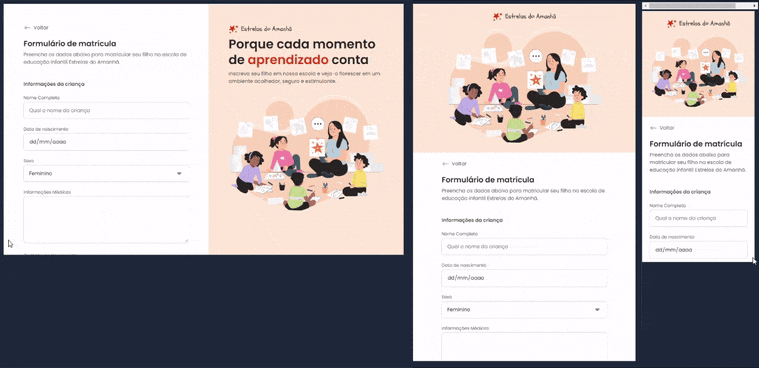 ← Voltar
Formulário de matrícula
Preencha os dados abaixo para matricular seu filho na escola de
educação infantil Estrelas do Amanhã.
Informações da criança
Nome Completo
Qual o nome da criança
Data de nascimento
dd/mm/aaaa
Sexo
Feminino
Informações Médicas
Estrelas do Amanhã
Porque cada momento
de aprendizado conta
Inscreva seu filho em nossa escola e veja-o florescer em um
ambiente acolhedor, seguro e estimulante.
Estrelas do Amanhã
← Voltar
Formulário de matrícula
Preencha os dados abaixo para matricular seu filho na escola de
educação infantil Estrelas do Amanhã.
Informações da criança
Nome Completo
Qual o nome da criança
Data de nascimento
dd/mm/aaaa
Sexo
Feminino
Informações Médicas
Estrelas do Amanhã
← Voltar
Formulário de matrícula
Preencha os dados abaixo para
matricular seu filho na escola de
educação infantil Estrelas do Amanhã.
Informações da criança
Nome Completo
Qual o nome da criança
Data de nascimento
dd/mm/aaaa